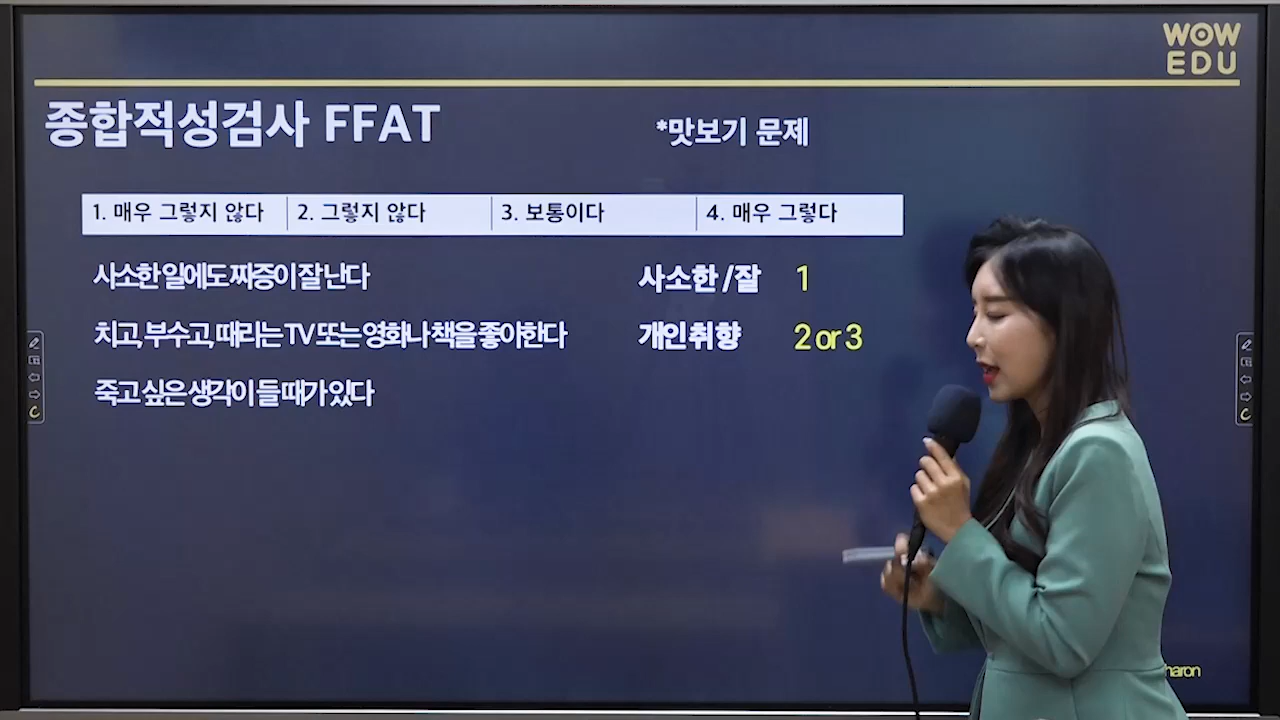 WOW
EDU
종합적성검사 FFAT
*맛보기 문제
1. 매우 그렇지 않다 2. 그렇지 않다 3. 보통이다 4. 매우 그렇다
사소한 일에도 짜증이 잘 난다 사소한 /잘 1
치고, 부수고, 때리는 TV 또는 영화나 책을 좋아한다 개인 취향 2 or 3
죽고 싶은 생각이 들 때가 있다